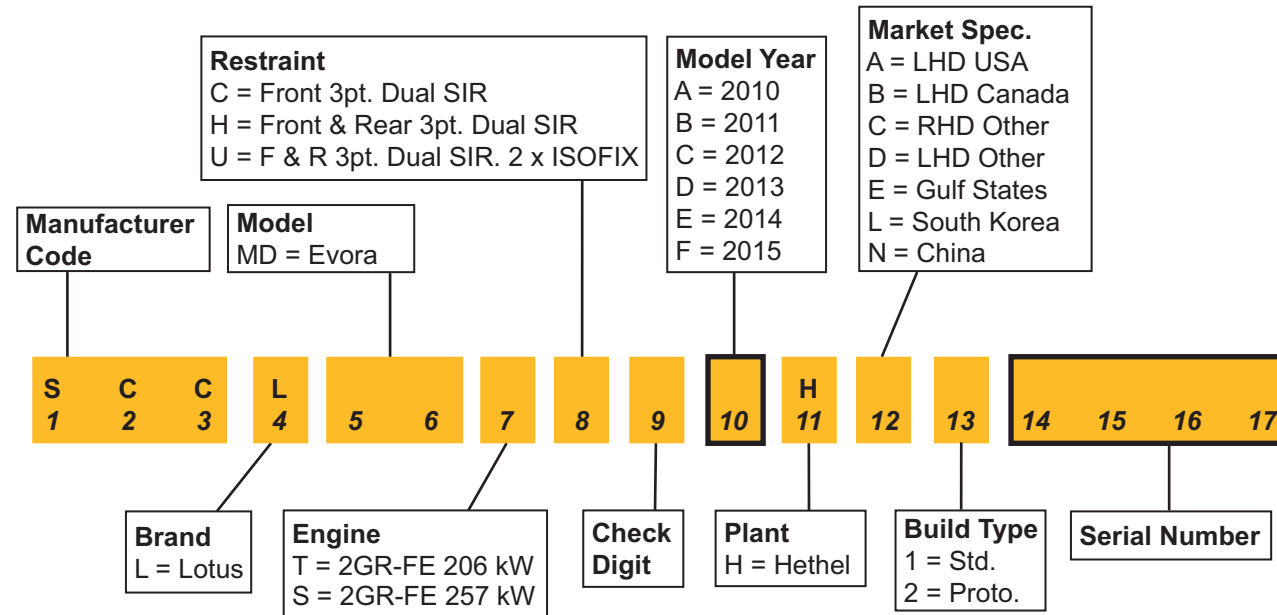 Restraint
C = Front 3pt. Dual SIR
H = Front & Rear 3pt. Dual SIR
U = F & R 3pt. Dual SIR. 2 x ISOFIX
Model Year
A = 2010
B = 2011
C = 2012
D = 2013
E = 2014
F = 2015
Market Spec.
A = LHD USA
B = LHD Canada
C = RHD Other
D = LHD Other
E = Gulf States
L = South Korea
N = China
Manufacturer
Code
Model
MD = Evora
S C C L H
1 2 3 4 5 6 7 8 9 10 11 12 13 14 15 16 17
Brand
L = Lotus
Engine
T = 2GR-FE 206 kW
S = 2GR-FE 257 kW
Check
Digit
Plant
H = Hethel
Build Type
1 = Std.
2 = Proto.
Serial Number